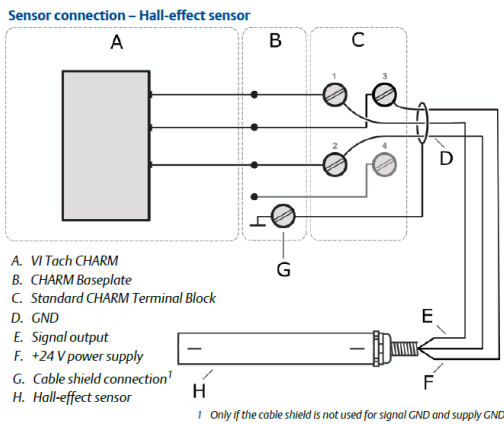 Sensor connection – Hall-effect sensor
A
B
C
1
3
2
4
D
G
E
F
H
A. VI Tach CHARM
B. CHARM Baseplate
C. Standard CHARM Terminal Block
D. GND
E. Signal output
F. +24 V power supply
G. Cable shield connection1
H. Hall-effect sensor
1 Only if the cable shield is not used for signal GND and supply GND